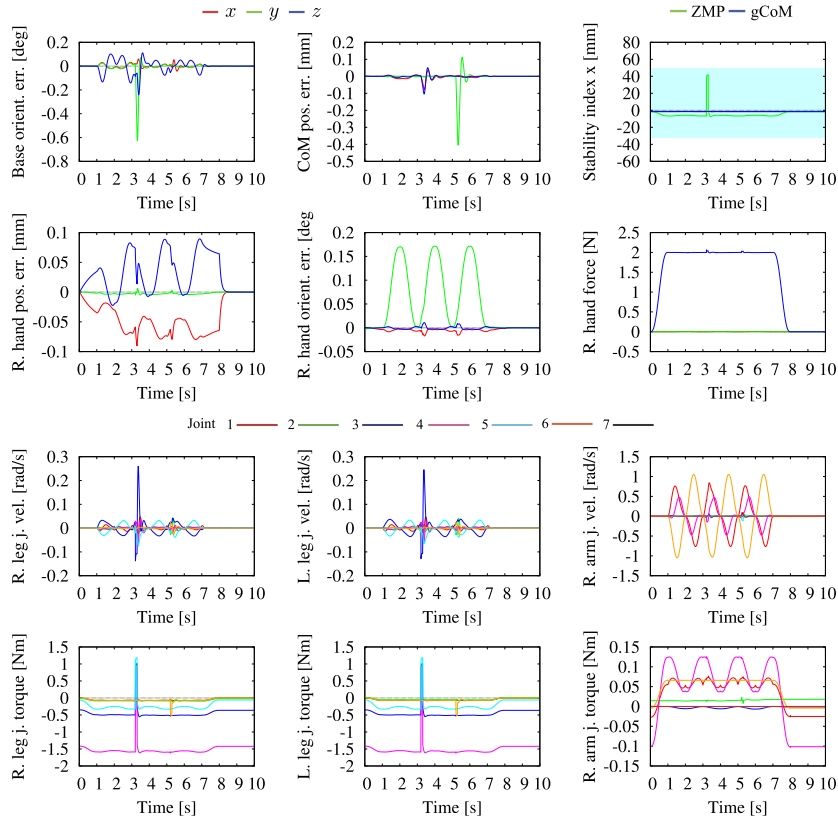 x y z
ZMP gCoM
Base orient. err. [deg]
0.2
0
-0.2
-0.4
-0.6
-0.8
0 1 2 3 4 5 6 7 8 9 10
Time [s]
CoM pos. err. [mm]
0.2
0.1
0
-0.1
-0.2
-0.3
-0.4
-0.5
0 1 2 3 4 5 6 7 8 9 10
Time [s]
Stability index x [mm]
80
60
40
20
0
-20
-40
-60
0 1 2 3 4 5 6 7 8 9 10
Time [s]
R. hand pos. err. [mm]
0.1
0.05
0
-0.05
-0.1
0 1 2 3 4 5 6 7 8 9 10
Time [s]
R. hand orient. err. [deg
0.2
0.15
0.1
0.05
0
-0.05
0 1 2 3 4 5 6 7 8 9 10
Time [s]
R. hand force [N]
2.5
2
1.5
1
0.5
0
-0.5
0 1 2 3 4 5 6 7 8 9 10
Time [s]
Joint 1 2 3 4 5 6 7
R. leg j. vel. [rad/s]
0.3
0.2
0.1
0
-0.1
-0.2
0 1 2 3 4 5 6 7 8 9 10
Time [s]
L. leg j. vel. [rad/s]
0.3
0.2
0.1
0
-0.1
-0.2
0 1 2 3 4 5 6 7 8 9 10
Time [s]
R. arm j. vel. [rad/s]
1.5
1
0.5
0
-0.5
-1
-1.5
0 1 2 3 4 5 6 7 8 9 10
Time [s]
R. leg j. torque [Nm]
1.5
1
0.5
0
-0.5
-1
-1.5
-2
0 1 2 3 4 5 6 7 8 9 10
Time [s]
L. leg j. torque [Nm]
1.5
1
0.5
0
-0.5
-1
-1.5
-2
0 1 2 3 4 5 6 7 8 9 10
Time [s]
R. arm j. torque [Nm]
0.15
0.1
0.05
0
-0.05
-0.1
-0.15
0 1 2 3 4 5 6 7 8 9 10
Time [s]